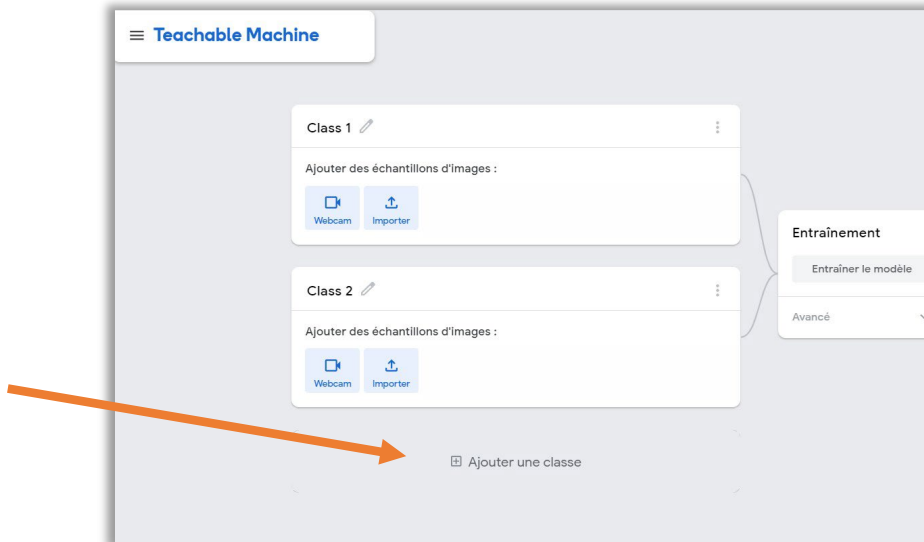 Teachable Machine
Class 1
Ajouter des échantillons d'images :
Webcam Importer
Class 2
Ajouter des échantillons d'images :
Webcam Importer
Ajouter une classe
Entraînement
Entraîner le modèle
Avancé